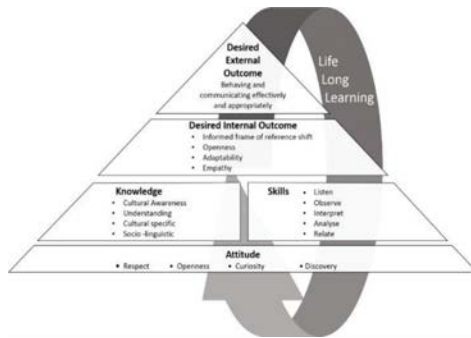 Desired
External
Outcome
Behaving and
communicating effectively
and appropriately
Life
Long
Learning
Desired Internal Outcome
• Informed frame of reference shift
• Openness
• Adaptability
• Empathy
Knowledge
• Cultural Awareness
• Understanding
• Cultural specific
• Socio -linguistic
Skills
• Listen
• Observe
• Interpret
• Analyse
• Relate
Attitude
• Respect • Openness • Curiosity • Discovery